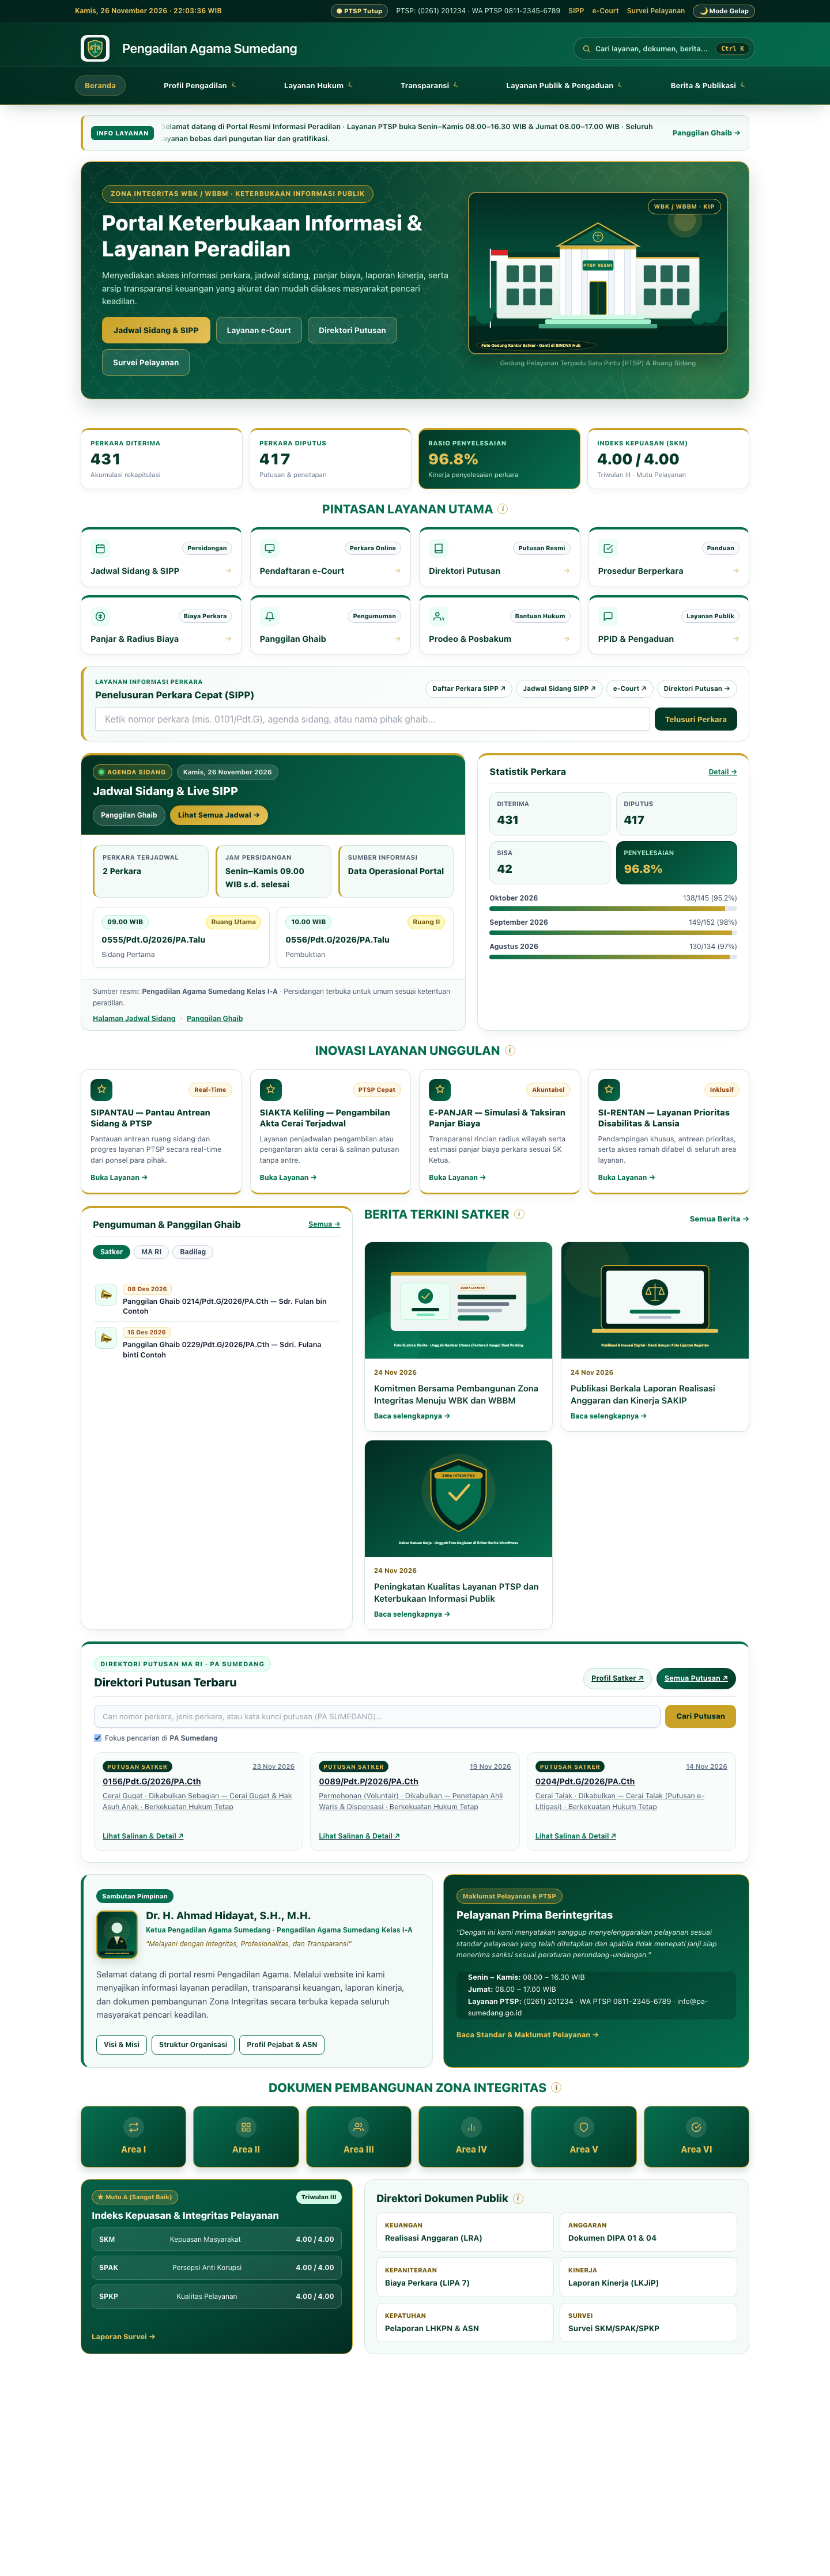 Kamis, 26 November 2026 · 22:03:36 WIB
PTSP Tutup
PTSP: (0261) 201234 · WA PTSP 0811-2345-6789
SIPP
e-Court
Survei Pelayanan
Mode Gelap
Pengadilan Agama Sumedang
Cari layanan, dokumen, berita...
Ctrl K
Beranda
Profil Pengadilan
Layanan Hukum
Transparansi
Layanan Publik & Pengaduan
Berita & Publikasi
INFO LAYANAN
Selamat datang di Portal Resmi Informasi Peradilan · Layanan PTSP buka Senin–Kamis 08.00–16.30 WIB & Jumat 08.00–17.00 WIB · Seluruh
layanan bebas dari pungutan liar dan gratifikasi.
Panggilan Ghaib →
ZONA INTEGRITAS WBK / WBBM · KETERBUKAAN INFORMASI PUBLIK
Portal Keterbukaan Informasi &
Layanan Peradilan
Menyediakan akses informasi perkara, jadwal sidang, panjar biaya, laporan kinerja, serta
arsip transparansi keuangan yang akurat dan mudah diakses masyarakat pencari
keadilan.
Jadwal Sidang & SIPP
Layanan e-Court
Direktori Putusan
Survei Pelayanan
WBK / WBBM · KIP
PTSP RESMI
Foto Gedung Kantor Satker · Ganti di SINOVA Hub
Gedung Pelayanan Terpadu Satu Pintu (PTSP) & Ruang Sidang
PERKARA DITERIMA
431
Akumulasi rekapitulasi
PERKARA DIPUTUS
417
Putusan & penetapan
RASIO PENYELESAIAN
96.8%
Kinerja penyelesaian perkara
INDEKS KEPUASAN (SKM)
4.00 / 4.00
Triwulan III · Mutu Pelayanan
PINTASAN LAYANAN UTAMA i
Persidangan
Jadwal Sidang & SIPP →
Perkara Online
Pendaftaran e-Court →
Putusan Resmi
Direktori Putusan →
Panduan
Prosedur Berperkara →
Biaya Perkara
Panjar & Radius Biaya →
Pengumuman
Panggilan Ghaib →
Bantuan Hukum
Prodeo & Posbakum →
Layanan Publik
PPID & Pengaduan →
LAYANAN INFORMASI PERKARA
Penelusuran Perkara Cepat (SIPP)
Daftar Perkara SIPP ↗
Jadwal Sidang SIPP ↗
e-Court ↗
Direktori Putusan →
Ketik nomor perkara (mis. 0101/Pdt.G), agenda sidang, atau nama pihak ghaib...
Telusuri Perkara
AGENDA SIDANG
Kamis, 26 November 2026
Jadwal Sidang & Live SIPP
Panggilan Ghaib
Lihat Semua Jadwal →
PERKARA TERJADWAL
2 Perkara
JAM PERSIDANGAN
Senin–Kamis 09.00
WIB s.d. selesai
SUMBER INFORMASI
Data Operasional Portal
09.00 WIB
Ruang Utama
0555/Pdt.G/2026/PA.Talu
Sidang Pertama
10.00 WIB
Ruang II
0556/Pdt.G/2026/PA.Talu
Pembuktian
Sumber resmi: Pengadilan Agama Sumedang Kelas I-A · Persidangan terbuka untuk umum sesuai ketentuan
peradilan.
Halaman Jadwal Sidang · Panggilan Ghaib
Statistik Perkara
Detail →
DITERIMA
431
DIPUTUS
417
SISA
42
PENYELESAIAN
96.8%
Oktober 2026 138/145 (95.2%)
September 2026 149/152 (98%)
Agustus 2026 130/134 (97%)
INOVASI LAYANAN UNGGULAN i
Real-Time
SIPANTAU — Pantau Antrean
Sidang & PTSP
Pantauan antrean ruang sidang dan
progres layanan PTSP secara real-time
dari ponsel para pihak.
Buka Layanan →
PTSP Cepat
SIAKTA Keliling — Pengambilan
Akta Cerai Terjadwal
Layanan penjadwalan pengambilan atau
pengantaran akta cerai & salinan putusan
tanpa antre.
Buka Layanan →
Akuntabel
E-PANJAR — Simulasi & Taksiran
Panjar Biaya
Transparansi rincian radius wilayah serta
estimasi panjar biaya perkara sesuai SK
Ketua.
Buka Layanan →
Inklusif
SI-RENTAN — Layanan Prioritas
Disabilitas & Lansia
Pendampingan khusus, antrean prioritas,
serta akses ramah difabel di seluruh area
layanan.
Buka Layanan →
Pengumuman & Panggilan Ghaib
Semua →
Satker
MA RI
Badilag
08 Des 2026
Panggilan Ghaib 0214/Pdt.G/2026/PA.Cth — Sdr. Fulan bin
Contoh
15 Des 2026
Panggilan Ghaib 0229/Pdt.G/2026/PA.Cth — Sdri. Fulana
binti Contoh
BERITA TERKINI SATKER i
Semua Berita →
24 Nov 2026
Komitmen Bersama Pembangunan Zona
Integritas Menuju WBK dan WBBM
Baca selengkapnya →
24 Nov 2026
Publikasi Berkala Laporan Realisasi
Anggaran dan Kinerja SAKIP
Baca selengkapnya →
ZONA INTEGRITAS
24 Nov 2026
Peningkatan Kualitas Layanan PTSP dan
Keterbukaan Informasi Publik
Baca selengkapnya →
DIREKTORI PUTUSAN MA RI · PA SUMEDANG
Direktori Putusan Terbaru
Profil Satker ↗
Semua Putusan ↗
Cari nomor perkara, jenis perkara, atau kata kunci putusan (PA SUMEDANG)...
Cari Putusan
Fokus pencarian di PA Sumedang
PUTUSAN SATKER
23 Nov 2026
0156/Pdt.G/2026/PA.Cth
Cerai Gugat · Dikabulkan Sebagian — Cerai Gugat & Hak
Asuh Anak · Berkekuatan Hukum Tetap
Lihat Salinan & Detail ↗
PUTUSAN SATKER
19 Nov 2026
0089/Pdt.P/2026/PA.Cth
Permohonan (Voluntair) · Dikabulkan — Penetapan Ahli
Waris & Dispensasi · Berkekuatan Hukum Tetap
Lihat Salinan & Detail ↗
PUTUSAN SATKER
14 Nov 2026
0204/Pdt.G/2026/PA.Cth
Cerai Talak · Dikabulkan — Cerai Talak (Putusan e-
Litigasi) · Berkekuatan Hukum Tetap
Lihat Salinan & Detail ↗
Sambutan Pimpinan
Dr. H. Ahmad Hidayat, S.H., M.H.
Ketua Pengadilan Agama Sumedang · Pengadilan Agama Sumedang Kelas I-A
"Melayani dengan Integritas, Profesionalitas, dan Transparansi"
Selamat datang di portal resmi Pengadilan Agama. Melalui website ini kami
menyajikan informasi layanan peradilan, transparansi keuangan, laporan kinerja,
dan dokumen pembangunan Zona Integritas secara terbuka kepada seluruh
masyarakat pencari keadilan.
Visi & Misi
Struktur Organisasi
Profil Pejabat & ASN
Maklumat Pelayanan & PTSP
Pelayanan Prima Berintegritas
"Dengan ini kami menyatakan sanggup menyelenggarakan pelayanan sesuai
standar pelayanan yang telah ditetapkan dan apabila tidak menepati janji siap
menerima sanksi sesuai peraturan perundang-undangan."
Senin – Kamis: 08.00 – 16.30 WIB
Jumat: 08.00 – 17.00 WIB
Layanan PTSP: (0261) 201234 · WA PTSP 0811-2345-6789 · info@pa-
sumedang.go.id
Baca Standar & Maklumat Pelayanan →
DOKUMEN PEMBANGUNAN ZONA INTEGRITAS i
Area I
Area II
Area III
Area IV
Area V
Area VI
★ Mutu A (Sangat Baik)
Triwulan III
Indeks Kepuasan & Integritas Pelayanan
SKM Kepuasan Masyarakat 4.00 / 4.00
SPAK Persepsi Anti Korupsi 4.00 / 4.00
SPKP Kualitas Pelayanan 4.00 / 4.00
Laporan Survei →
Direktori Dokumen Publik i
KEUANGAN
Realisasi Anggaran (LRA)
ANGGARAN
Dokumen DIPA 01 & 04
KEPANITERAAN
Biaya Perkara (LIPA 7)
KINERJA
Laporan Kinerja (LKJiP)
KEPATUHAN
Pelaporan LHKPN & ASN
SURVEI
Survei SKM/SPAK/SPKP